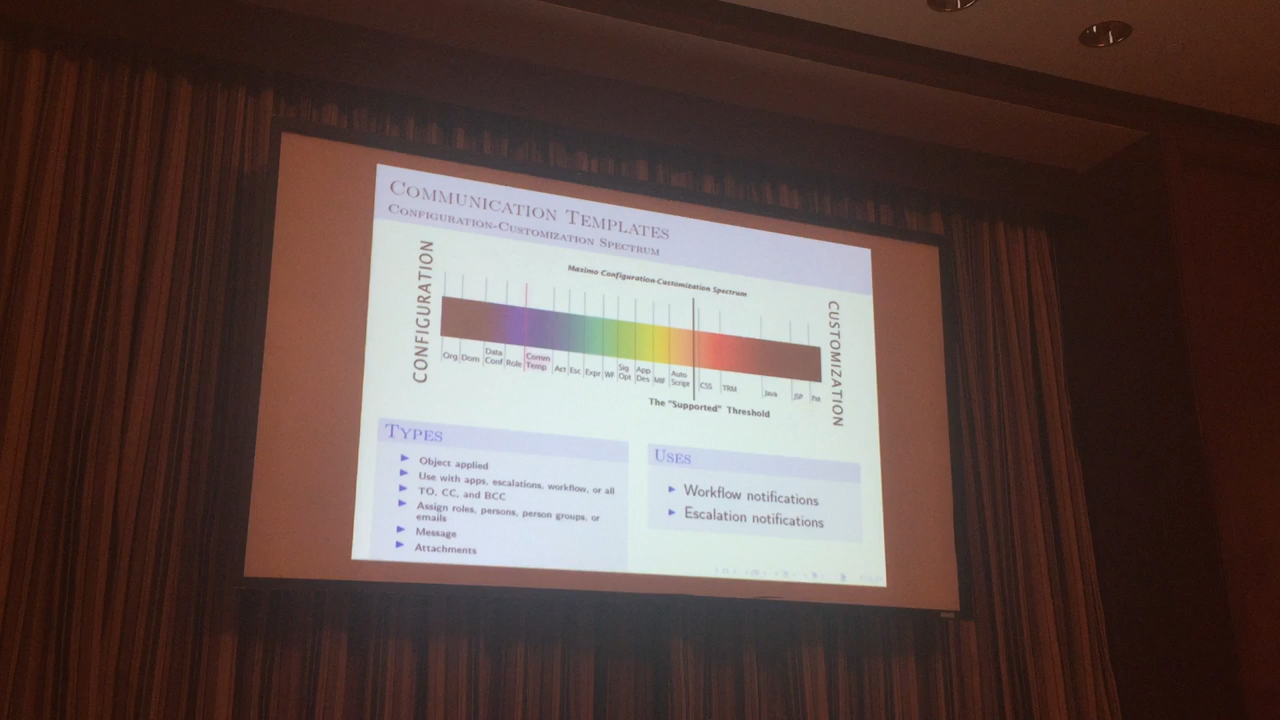 COMMUNICATION TEMPLATES
CONFIGURATION-CUSTOMIZATION SPECTRUM
Maximo Configuration-Customization Spectrum
CONFIGURATION
CUSTOMIZATION
Org
Dom
Data
Conf
Role
Comm
Temp
Act
Esc
Expr
WF
Sig
Opt
App
Des
MIF
Auto
Script
CSS
TRM
Java
JSP
The "Supported" Threshold
TYPES
Object applied
Use with apps, escalations, workflow, or all
TO, CC, and BCC
Assign roles, persons, person groups, or
emails
Message
Attachments
USES
Workflow notifications
Escalation notifications